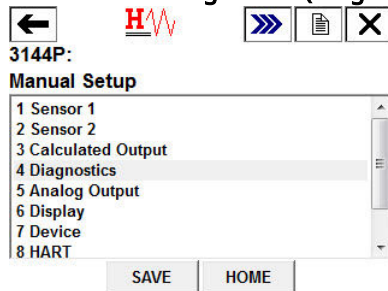 H
3144P:
Manual Setup
1 Sensor 1
2 Sensor 2
3 Calculated Output
4 Diagnostics
5 Analog Output
6 Display
7 Device
8 HART
SAVE HOME